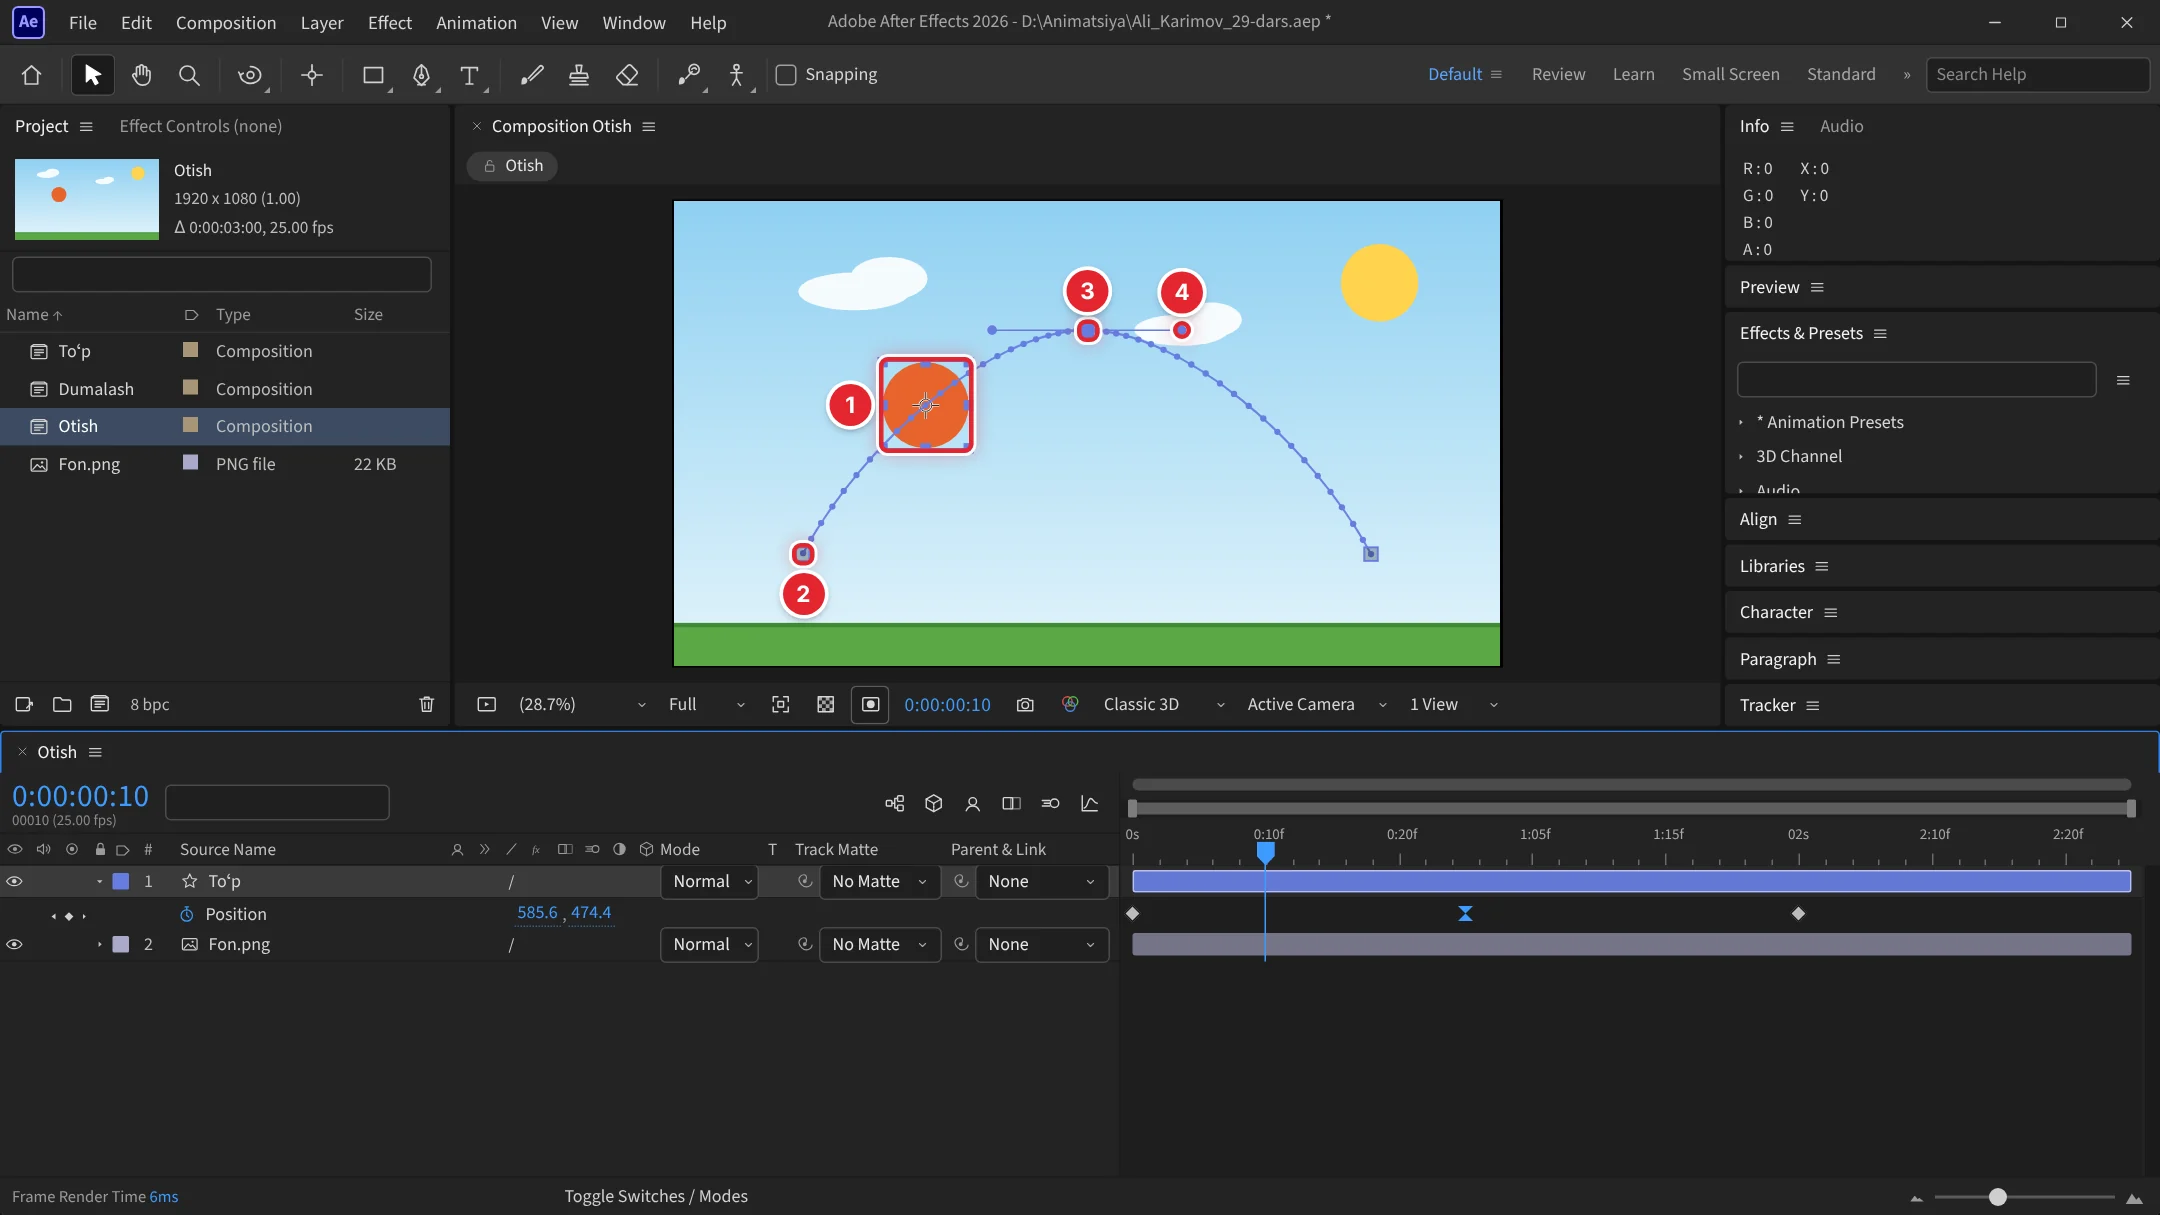 Ae File Edit Composition Layer Effect Animation View Window Help Adobe After Effects 2026 - D:\Animatsiya\Ali_Karimov_29-dars.aep *
Snapping Default Review Learn Small Screen Standard » Search Help
Project Effect Controls (none)
Otish
1920 x 1080 (1.00)
Δ 0:00:03:00, 25.00 fps
Name Type Size
Toʻp Composition
Dumalash Composition
Otish Composition
Fon.png PNG file 22 KB
8 bpc
Composition Otish
Otish
1
2
3
4
(28.7%) Full 0:00:00:10 Classic 3D Active Camera 1 View
Info Audio
R : 0 X : 0
G : 0 Y : 0
B : 0
A : 0
Preview
Effects & Presets
* Animation Presets
3D Channel
Audio
Align
Libraries
Character
Paragraph
Tracker
Otish
0:00:00:10
00010 (25.00 fps)
0s 0:10f 0:20f 1:05f 1:15f 02s 2:10f 2:20f
# Source Name fx Mode T Track Matte Parent & Link
1 Toʻp / Normal No Matte None
Position 585.6 , 474.4
2 Fon.png / Normal No Matte None
Frame Render Time 6ms Toggle Switches / Modes